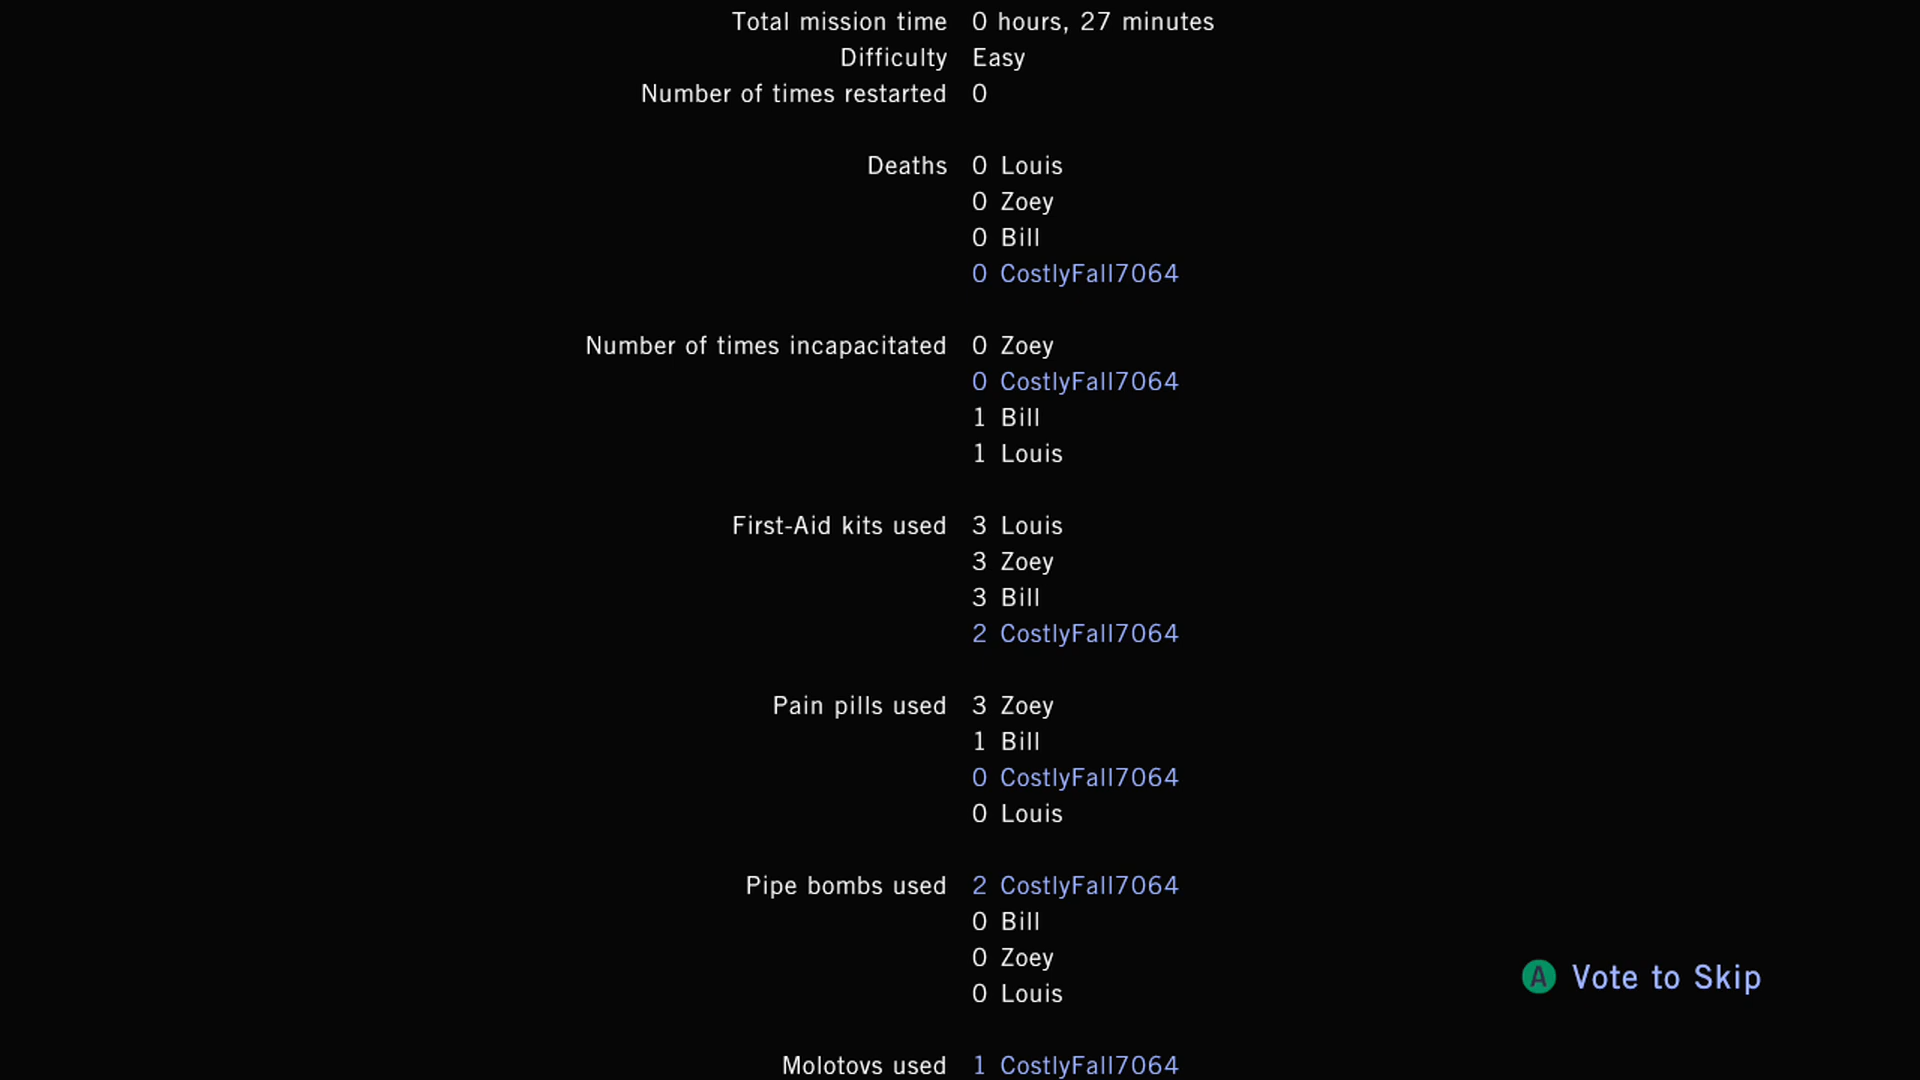 Total mission time 0 hours, 27 minutes
Difficulty Easy
Number of times restarted 0
Deaths 0 Louis
0 Zoey
0 Bill
0 CostlyFall7064
Number of times incapacitated 0 Zoey
0 CostlyFall7064
1 Bill
1 Louis
First-Aid kits used 3 Louis
3 Zoey
3 Bill
2 CostlyFall7064
Pain pills used 3 Zoey
1 Bill
0 CostlyFall7064
0 Louis
Pipe bombs used 2 CostlyFall7064
0 Bill
0 Zoey
0 Louis
A Vote to Skip
Molotovs used 1 CostlyFall7064